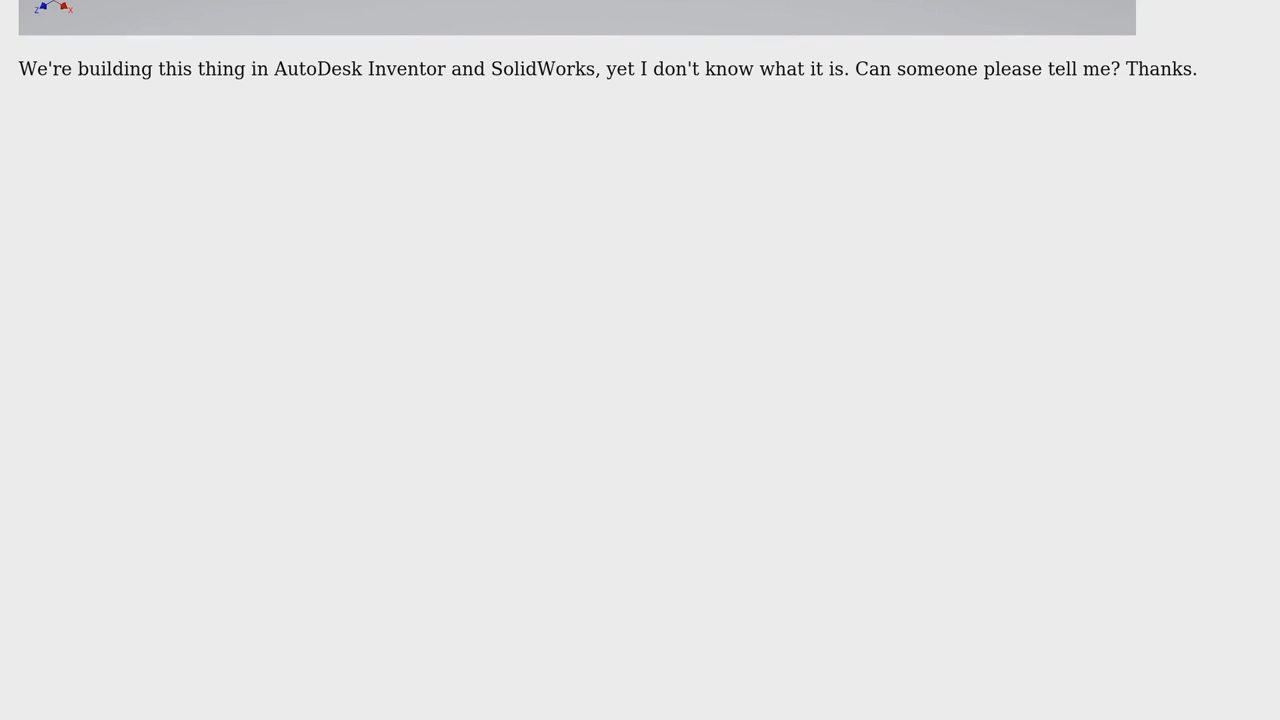 Z X
We're building this thing in AutoDesk Inventor and SolidWorks, yet I don't know what it is. Can someone please tell me? Thanks.